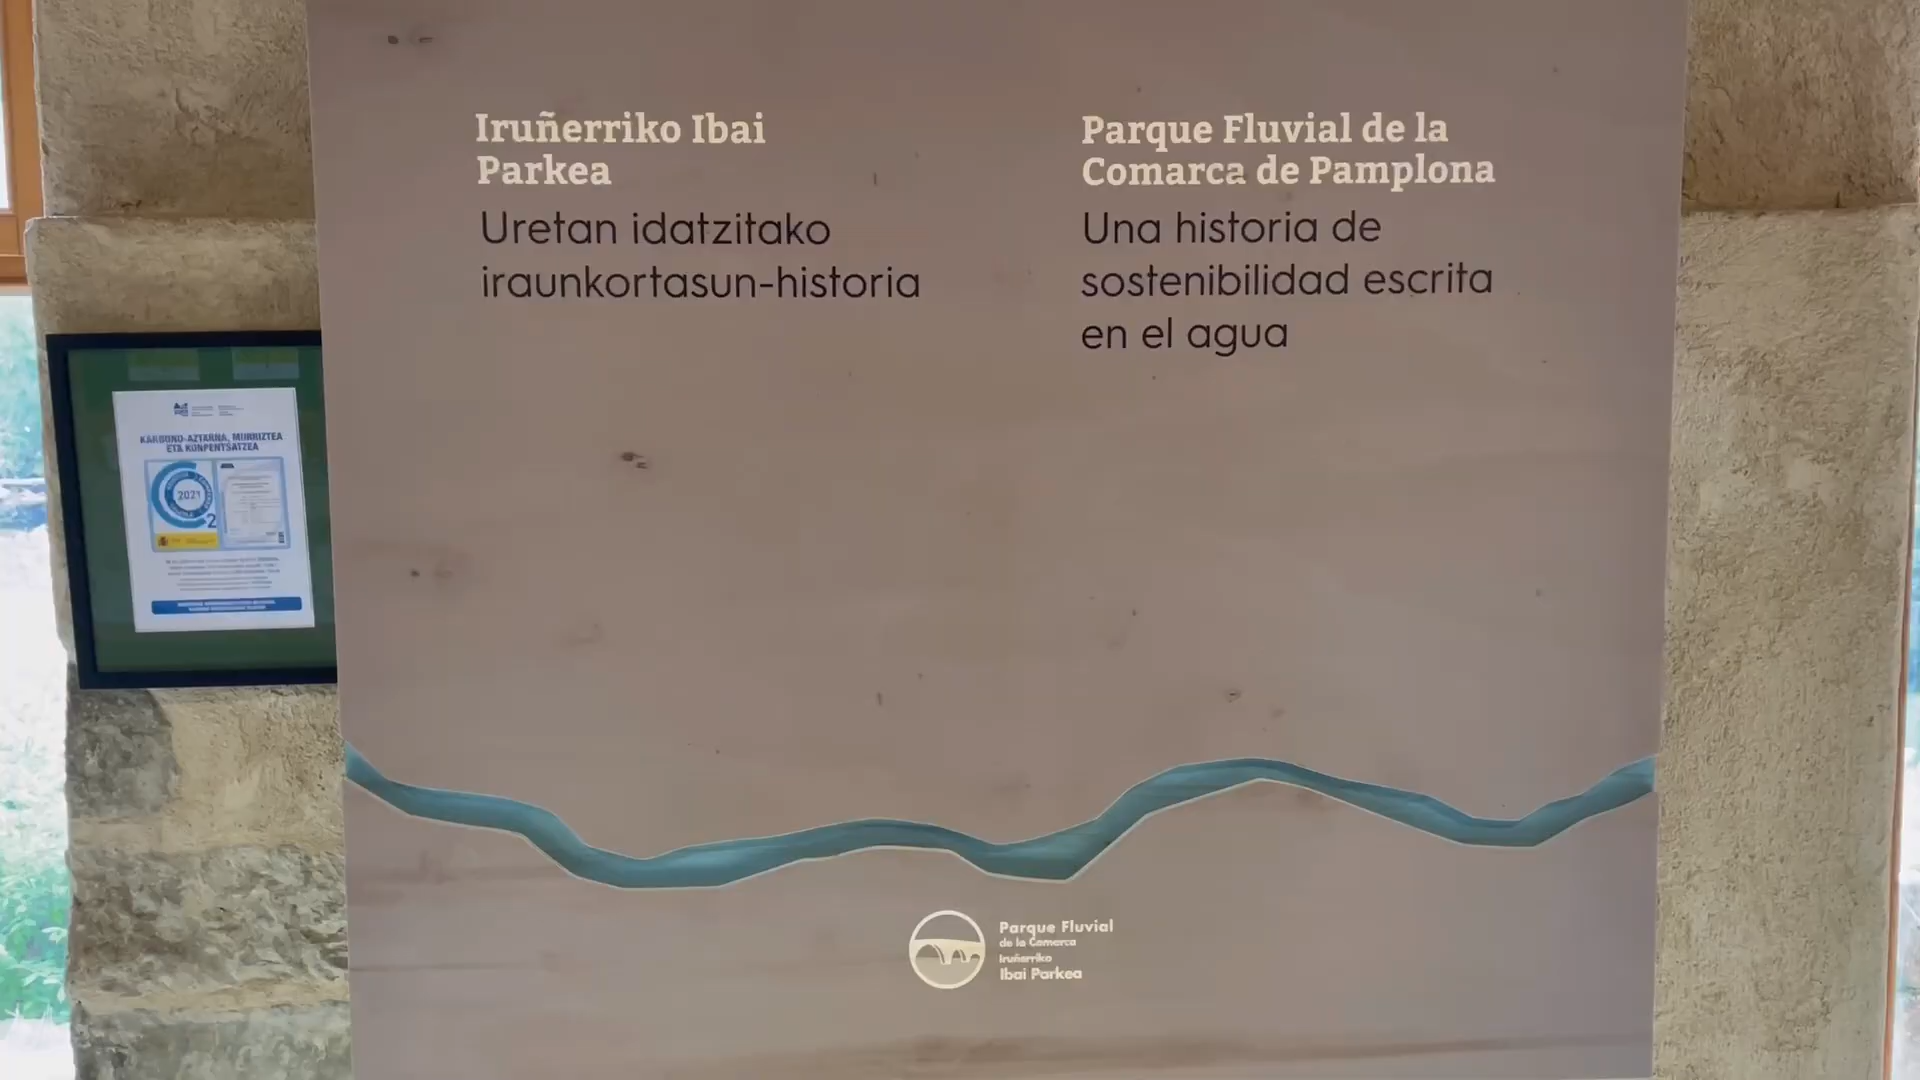 Iruñerriko Ibai
Parkea
Uretan idatzitako
iraunkortasun-historia
Parque Fluvial de la
Comarca de Pamplona
Una historia de
sostenibilidad escrita
en el agua
KARBONO-AZTARNA, MURRIZTEA
ETA KONPENTSATZEA
2021
2
Parque Fluvial
de la Comarca
Iruñerriko
Ibai Parkea